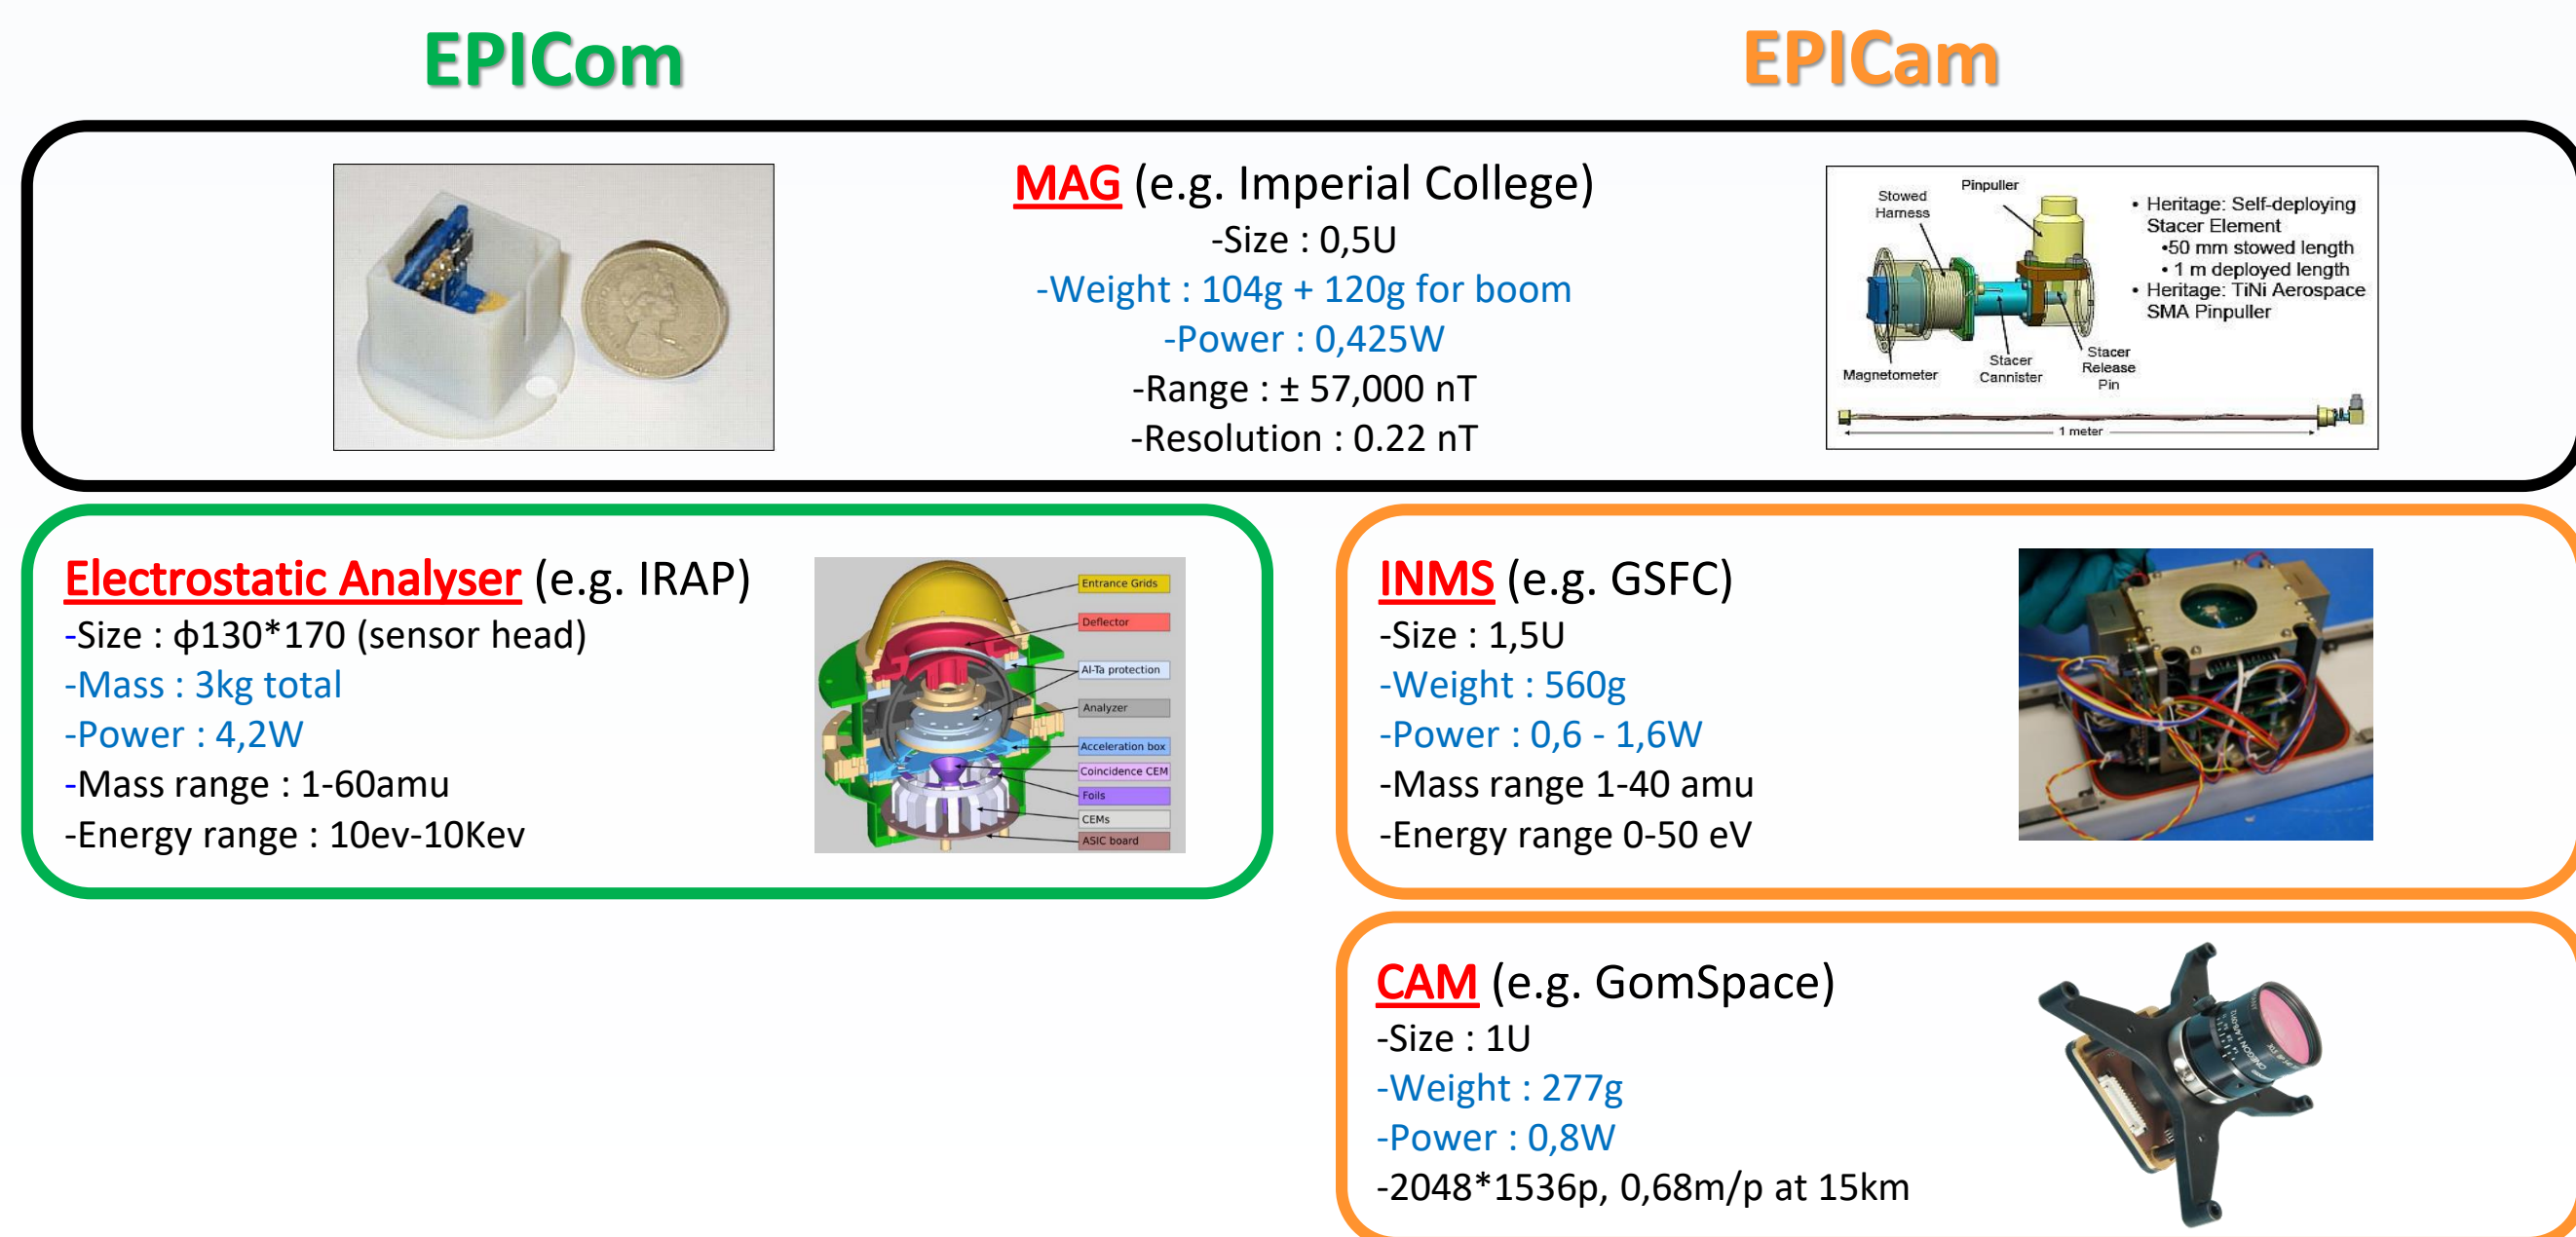 EPICom
EPICam
MAG (e.g. Imperial College)
-Size : 0,5U
-Weight : 104g + 120g for boom
-Power : 0,425W
-Range : ± 57,000 nT
-Resolution : 0.22 nT
Stowed
Harness
Pinpuller
Magnetometer
Stacer
Cannister
Stacer
Release
Pin
• Heritage: Self-deploying
Stacer Element
•50 mm stowed length
• 1 m deployed length
• Heritage: TiNi Aerospace
SMA Pinpuller
1 meter
Electrostatic Analyser (e.g. IRAP)
-Size : ϕ130*170 (sensor head)
-Mass : 3kg total
-Power : 4,2W
-Mass range : 1-60amu
-Energy range : 10ev-10Kev
Entrance Grids
Deflector
Al-Ta protection
Analyzer
Acceleration box
Coincidence CEM
Foils
CEMs
ASIC board
INMS (e.g. GSFC)
-Size : 1,5U
-Weight : 560g
-Power : 0,6 - 1,6W
-Mass range 1-40 amu
-Energy range 0-50 eV
CAM (e.g. GomSpace)
-Size : 1U
-Weight : 277g
-Power : 0,8W
-2048*1536p, 0,68m/p at 15km